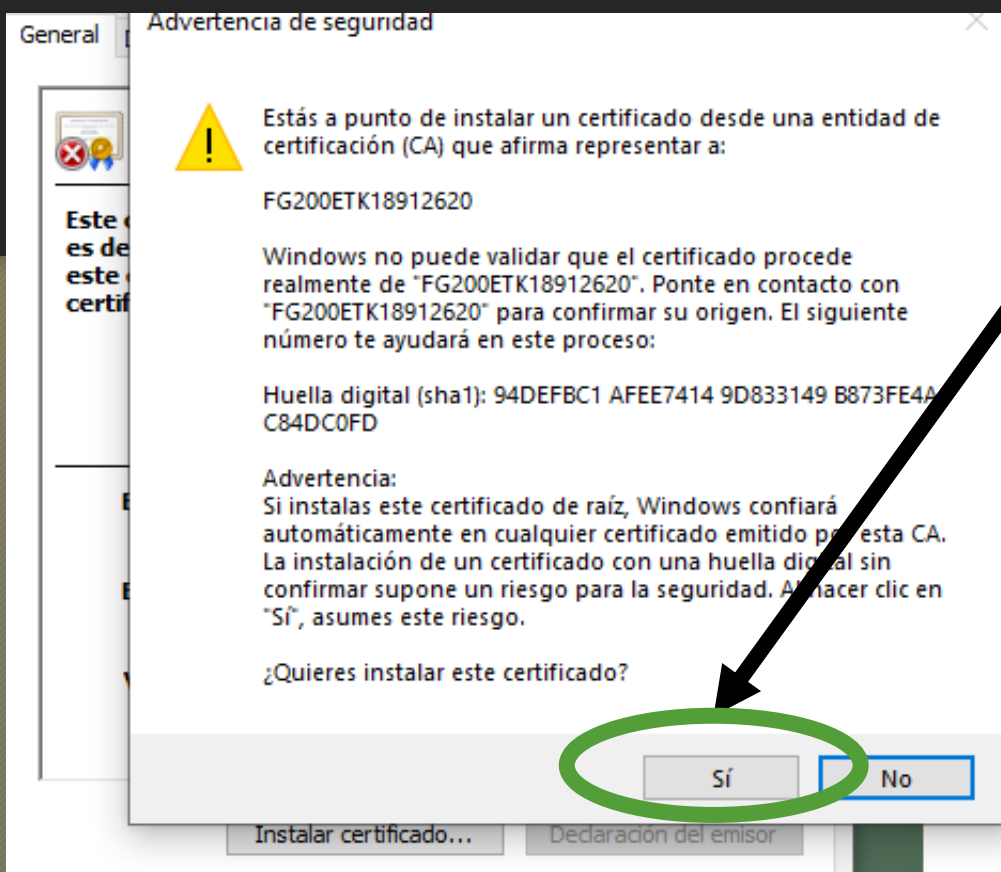 General
Advertencia de seguridad
Estás a punto de instalar un certificado desde una entidad de
certificación (CA) que afirma representar a:
FG200ETK18912620
Este
es de
este
certif
Windows no puede validar que el certificado procede
realmente de "FG200ETK18912620". Ponte en contacto con
"FG200ETK18912620" para confirmar su origen. El siguiente
número te ayudará en este proceso:
Huella digital (sha1): 94DEFBC1 AFEE7414 9D833149 B873FE4A
C84DC0FD
Advertencia:
Si instalas este certificado de raíz, Windows confiará
automáticamente en cualquier certificado emitido por esta CA.
La instalación de un certificado con una huella digital sin
confirmar supone un riesgo para la seguridad. Al hacer clic en
"Sí", asumes este riesgo.
¿Quieres instalar este certificado?
Sí
No
Instalar certificado...
Declaración del emisor